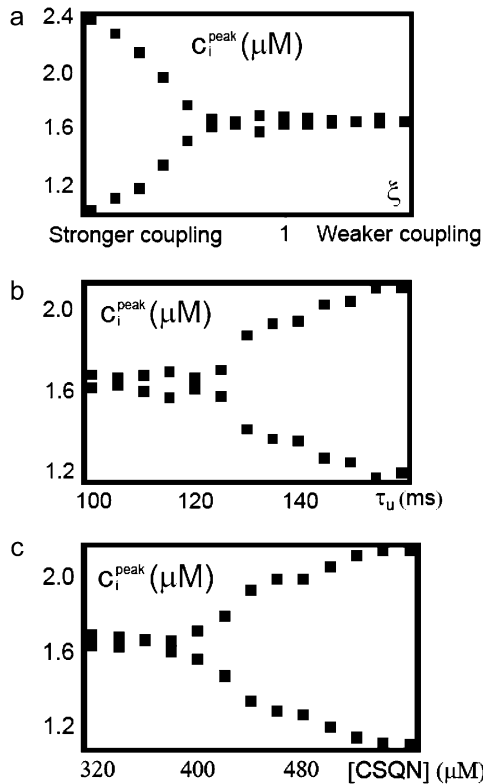 a
2.4
c_i^peak (μM)
2.0
1.6
1.2
ξ
Stronger coupling 1 Weaker coupling
b
2.0
c_i^peak (μM)
1.6
1.2
100 120 140 τ_u (ms)
c
c_i^peak (μM)
2.0
1.6
1.2
320 400 480 [CSQN] (μM)